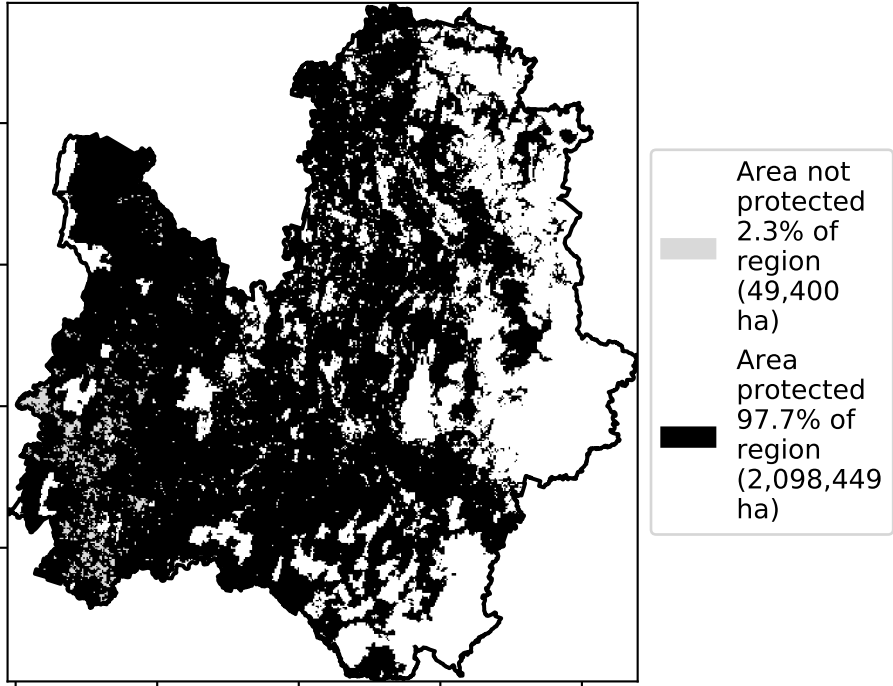 Area not
protected
2.3% of
region
(49,400
ha)
Area
protected
97.7% of
region
(2,098,449
ha)